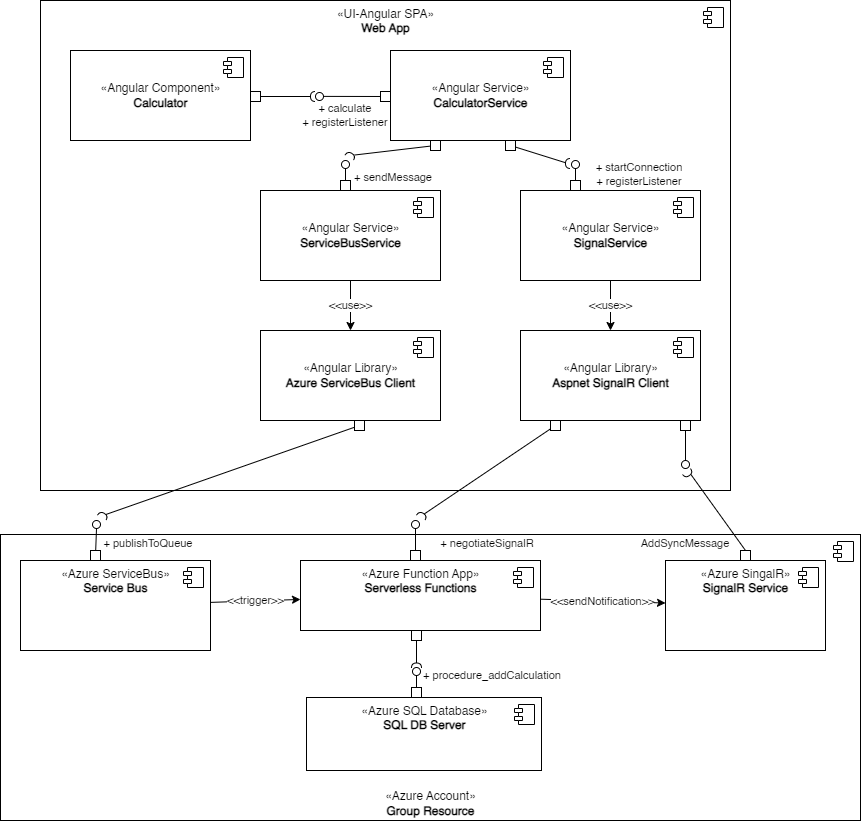 «UI-Angular SPA»
Web App
«Angular Component»
Calculator
+ calculate
+ registerListener
«Angular Service»
CalculatorService
+ sendMessage
+ startConnection
+ registerListener
«Angular Service»
ServiceBusService
«Angular Service»
SignalService
<<use>>
<<use>>
«Angular Library»
Azure ServiceBus Client
«Angular Library»
Aspnet SignalR Client
+ publishToQueue
+ negotiateSignalR
AddSyncMessage
«Azure ServiceBus»
Service Bus
<<trigger>>
«Azure Function App»
Serverless Functions
<<sendNotification>>
«Azure SingalR»
SignalR Service
+ procedure_addCalculation
«Azure SQL Database»
SQL DB Server
«Azure Account»
Group Resource